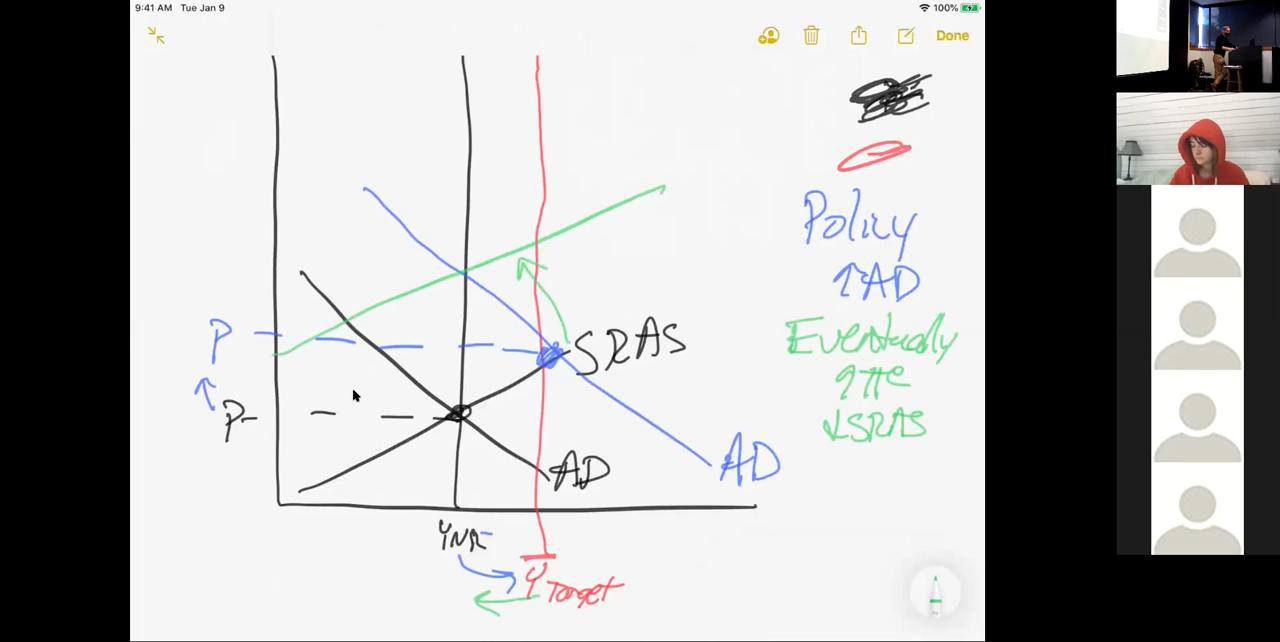 9:41 AM Tue Jan 9
100%
Done
Policy
↑AD
Eventually
↑πe
↓SRAS
P
SRAS
P
AD
AD
YNR
Y Target